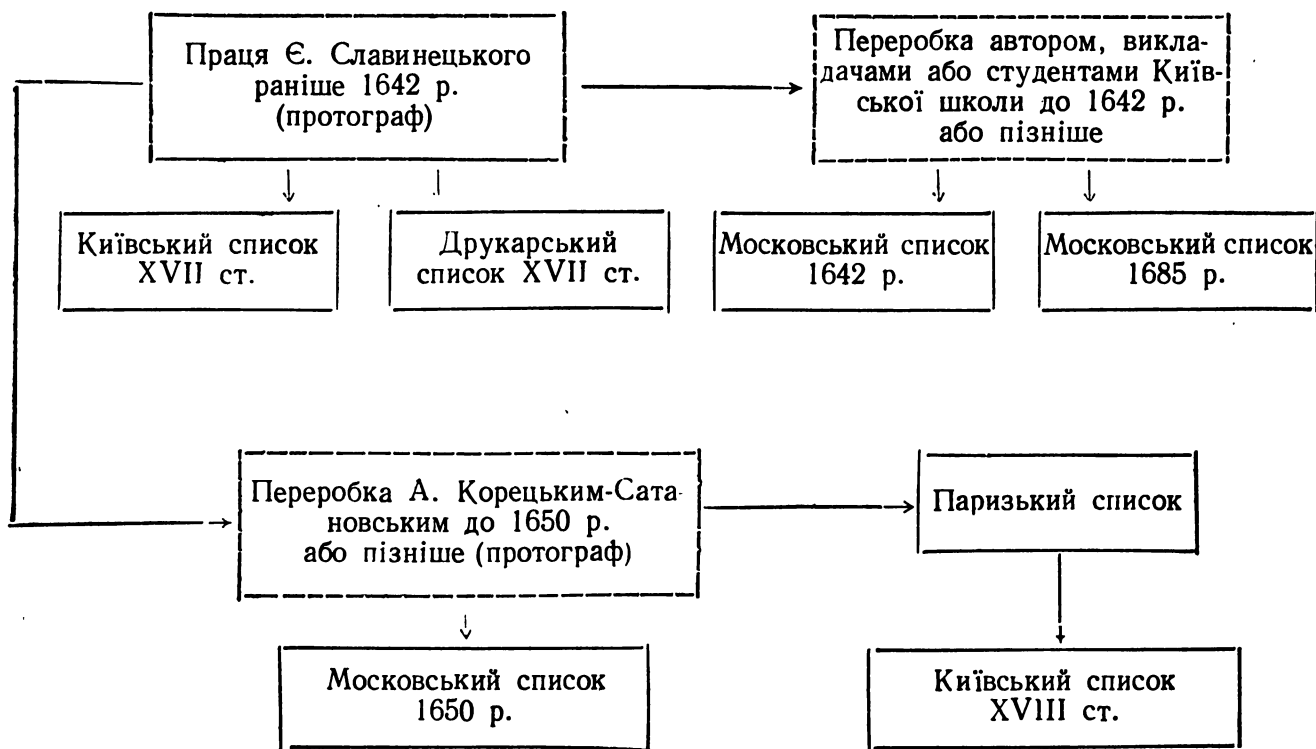 Праця Є. Славинецького
раніше 1642 р.
(протограф)
Переробка автором, викла-
дачами або студентами Київ-
ської школи до 1642 р.
або пізніше
Київський список
XVII ст.
Друкарський
список XVII ст.
Московський список
1642 р.
Московський список
1685 р.
Переробка А. Корецьким-Сата-
новським до 1650 р.
або пізніше (протограф)
Паризький список
Московський список
1650 р.
Київський список
XVIII ст.